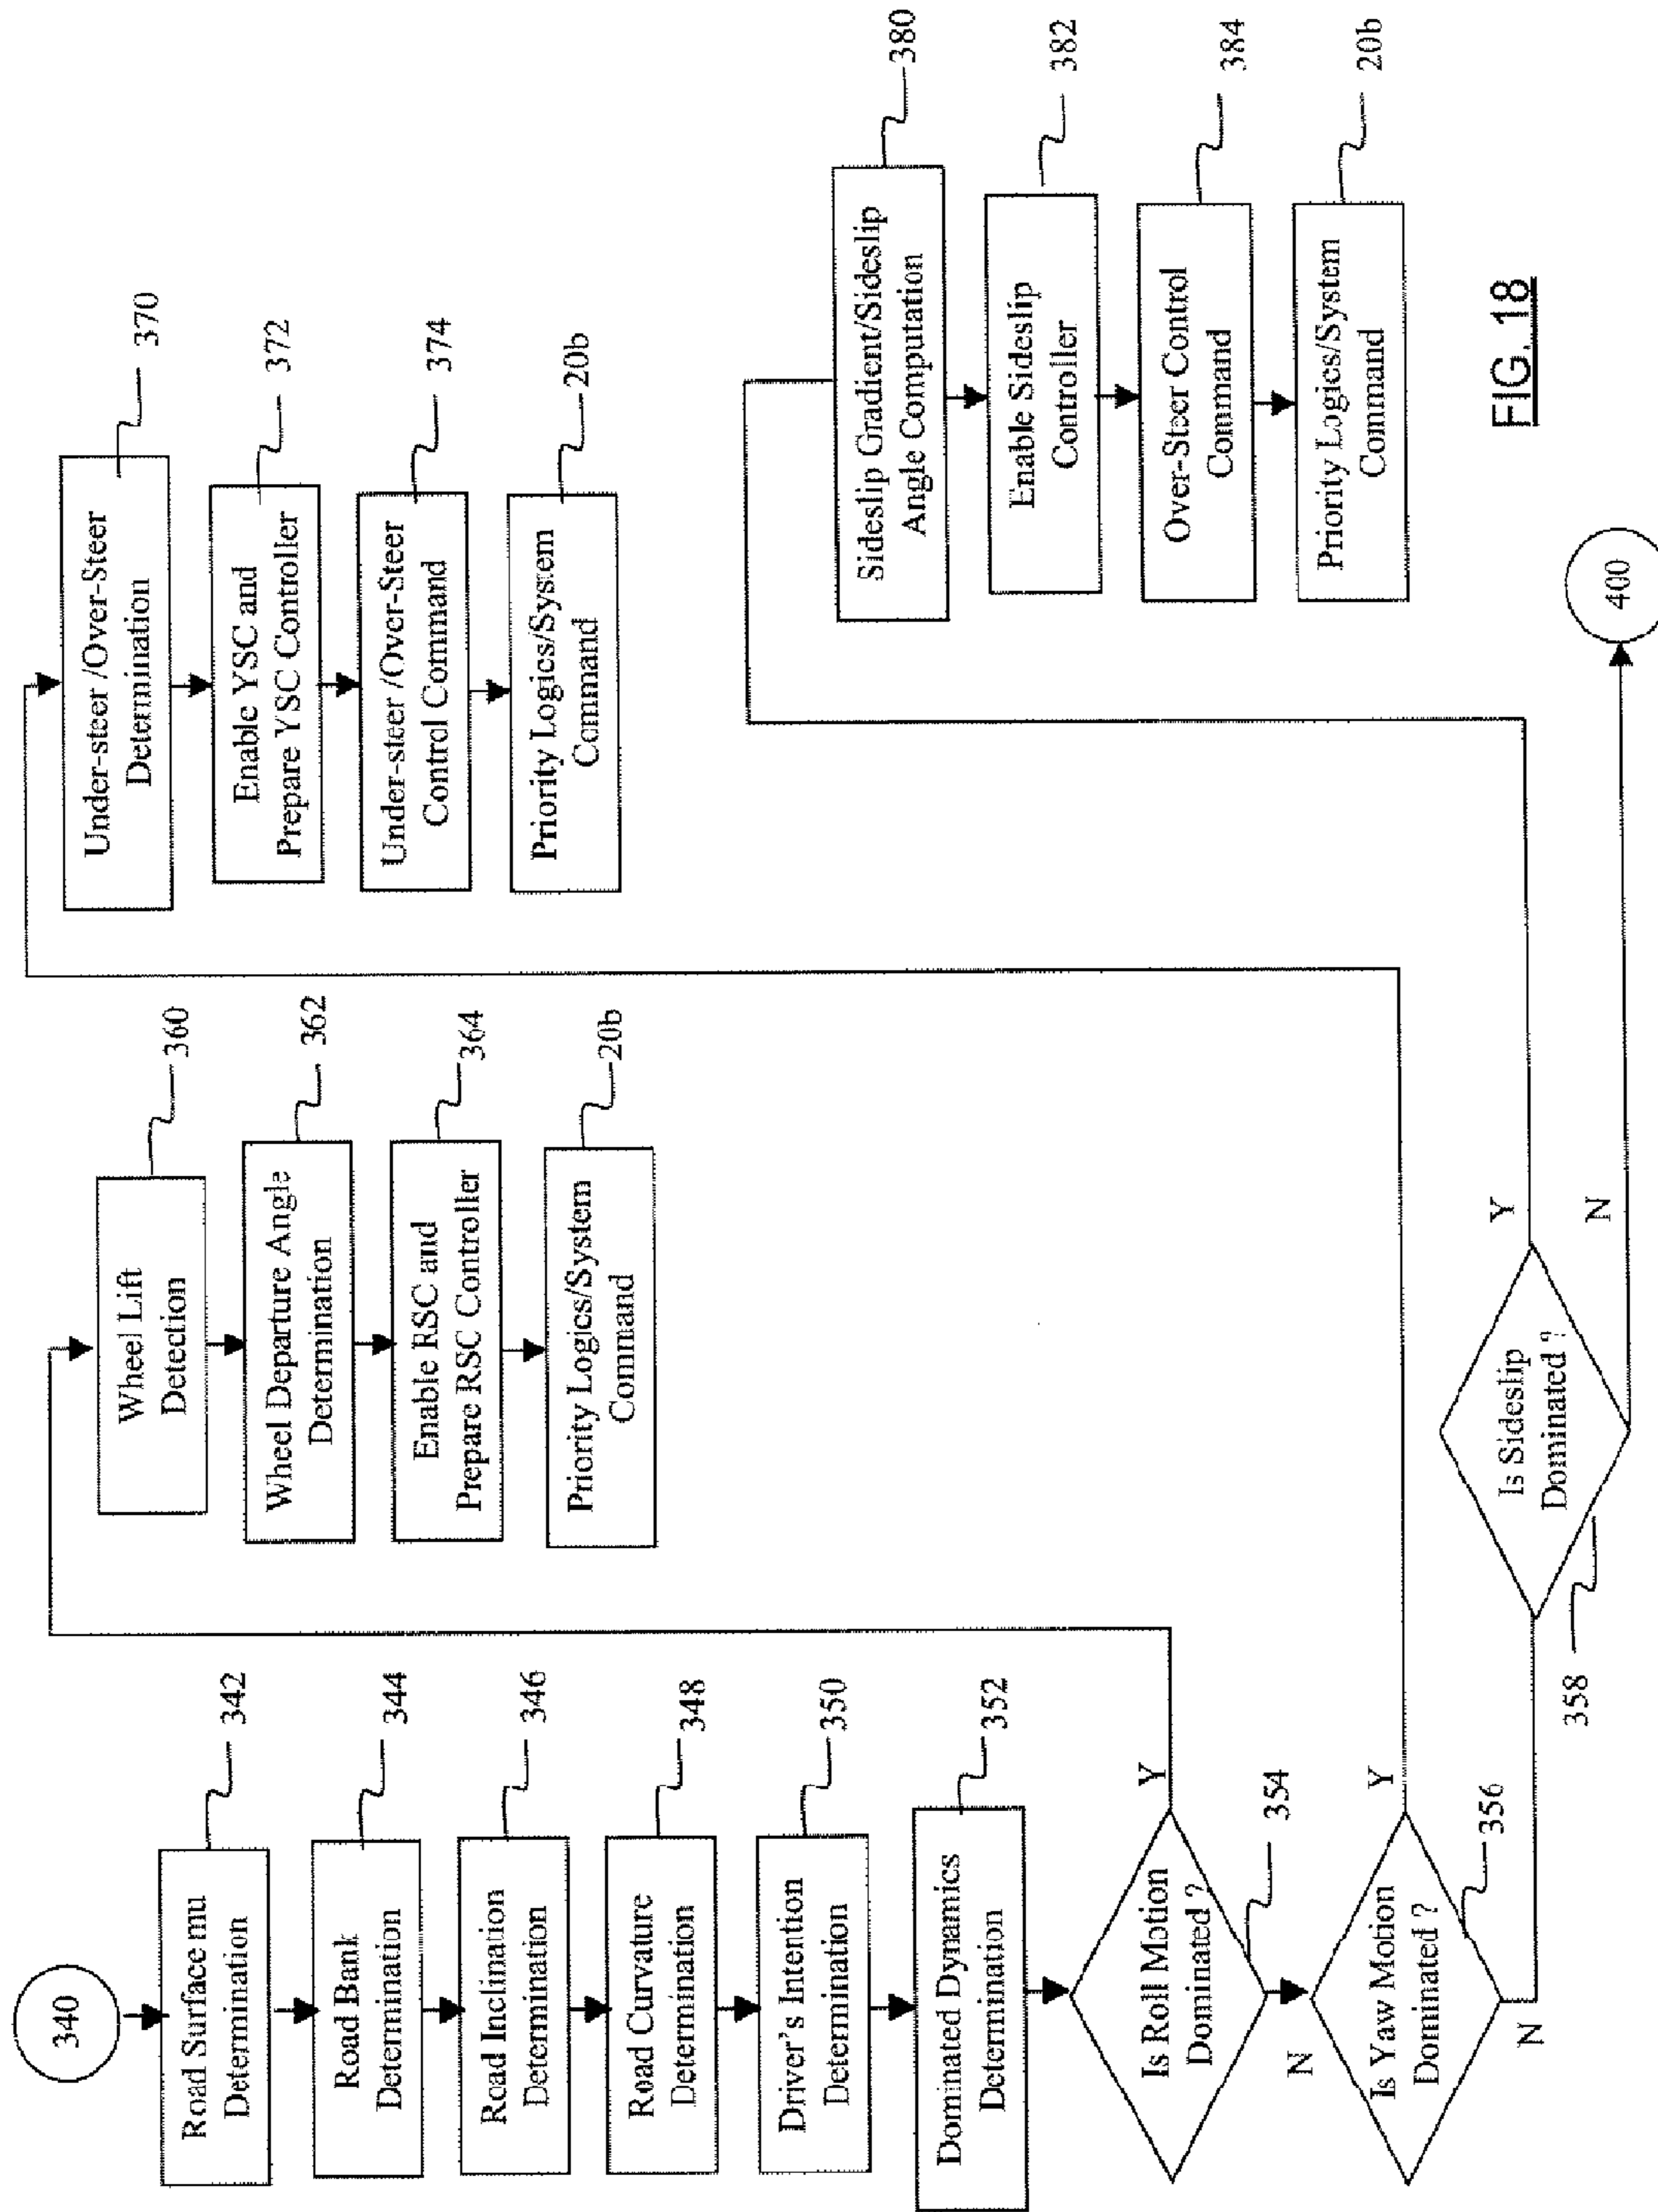 340
Road Surface mu
Determination
342
Road Bank
Determination
344
Road Inclination
Determination
346
Road Curvature
Determination
348
Driver's Intention
Determination
350
Dominated Dynamics
Determination
352
Is Roll Motion
Dominated ?
354
Y
N
Is Yaw Motion
Dominated ?
356
Y
N
Is Sideslip
Dominated ?
358
Y
N
Wheel Lift
Detection
360
Wheel Departure Angle
Determination
362
Enable RSC and
Prepare RSC Controller
364
Priority Logics/System
Command
20b
Under-steer /Over-Steer
Determination
370
Enable YSC and
Prepare YSC Controller
372
Under-steer /Over-Steer
Control Command
374
Priority Logics/System
Command
20b
Sideslip Gradient/Sideslip
Angle Computation
380
Enable Sideslip
Controller
382
Over-Steer Control
Command
384
Priority Logics/System
Command
20b
400
FIG. 18